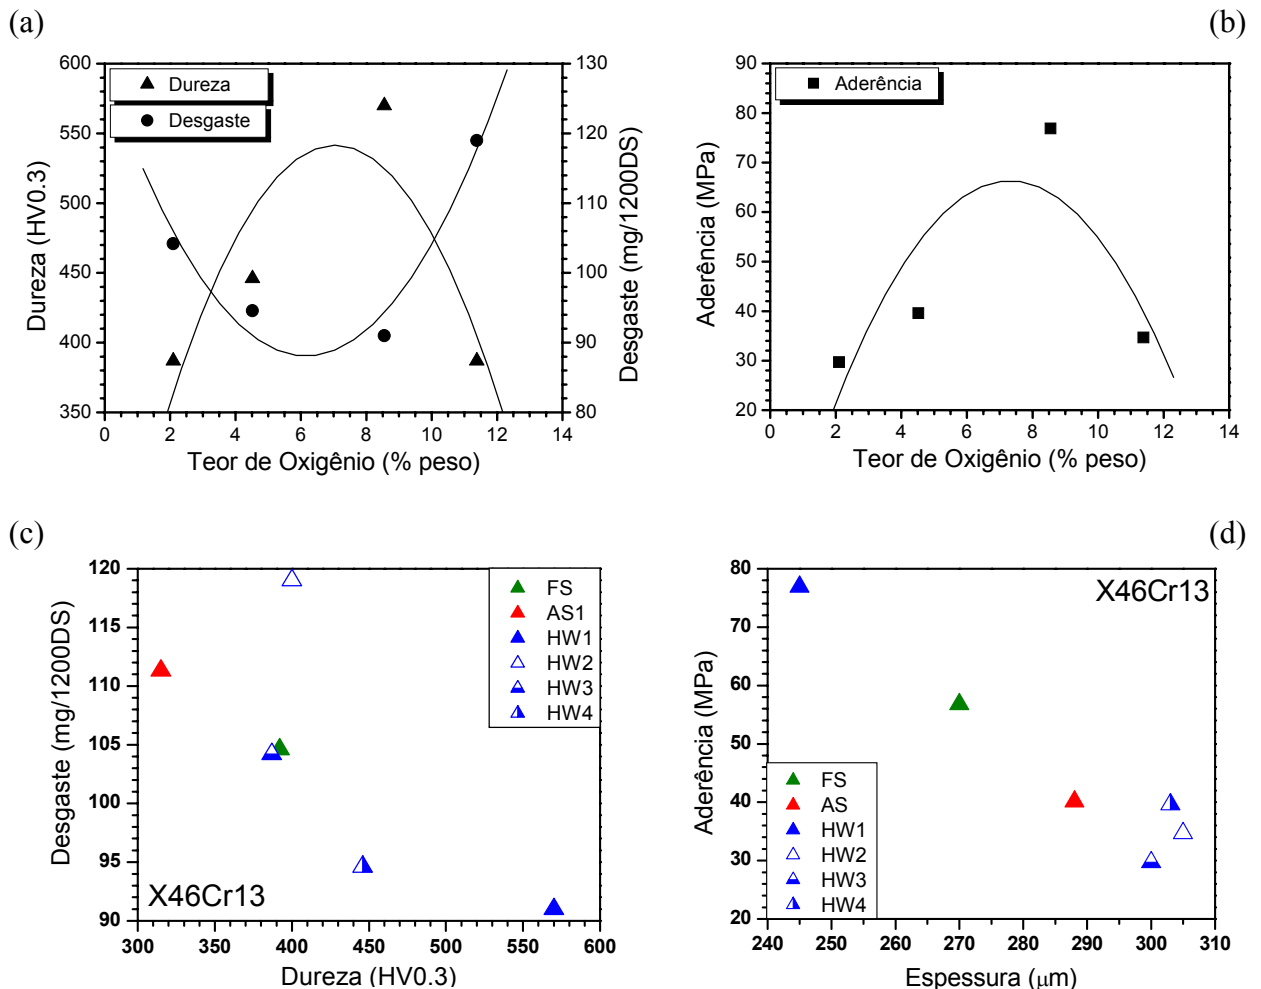 (a)
(b)
600
550
500
450
400
350
Dureza (HV0.3)
Dureza
Desgaste
130
120
110
100
90
80
Desgaste (mg/1200DS)
0 2 4 6 8 10 12 14
Teor de Oxigênio (% peso)
90
80
70
60
50
40
30
20
Aderência (MPa)
Aderência
0 2 4 6 8 10 12 14
Teor de Oxigênio (% peso)
(c)
(d)
120
115
110
105
100
95
90
Desgaste (mg/1200DS)
FS
AS1
HW1
HW2
HW3
HW4
X46Cr13
300 350 400 450 500 550 600
Dureza (HV0.3)
80
70
60
50
40
30
20
Aderência (MPa)
X46Cr13
FS
AS
HW1
HW2
HW3
HW4
240 250 260 270 280 290 300 310
Espessura (μm)